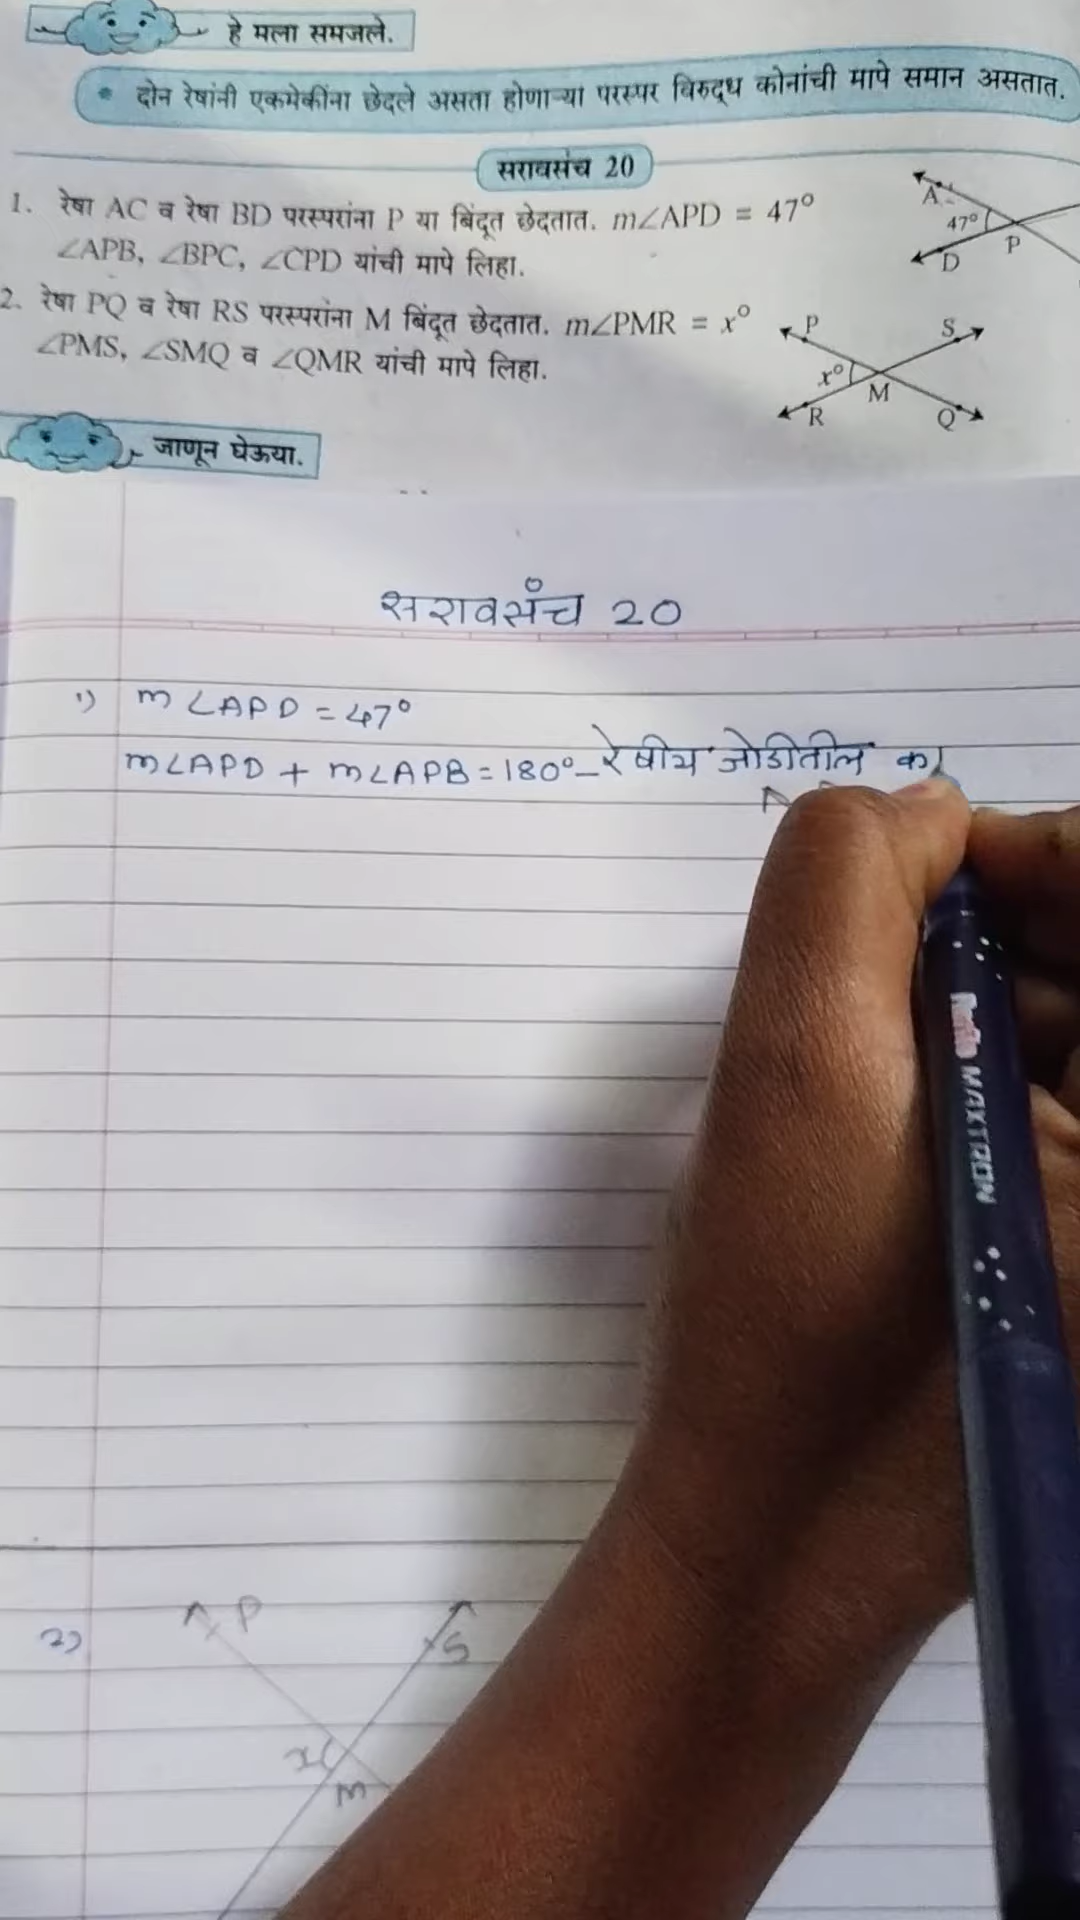 हे मला समजले.
• दोन रेषांनी एकमेकींना छेदले असता होणाऱ्या परस्पर विरुद्ध कोनांची मापे समान असतात.
सरावसंच 20
1. रेषा AC व रेषा BD परस्परांना P या बिंदूत छेदतात. m∠APD = 47°
∠APB, ∠BPC, ∠CPD यांची मापे लिहा.
A
47°
P
D
2. रेषा PQ व रेषा RS परस्परांना M बिंदूत छेदतात. m∠PMR = x°
∠PMS, ∠SMQ व ∠QMR यांची मापे लिहा.
P S
x° M
R Q
जाणून घेऊया.
सरावसंच 20
1) m∠APD = 47°
m∠APD + m∠APB = 180° – रेषीय जोडीतील को
MAXTRON
2) P
S
x
m